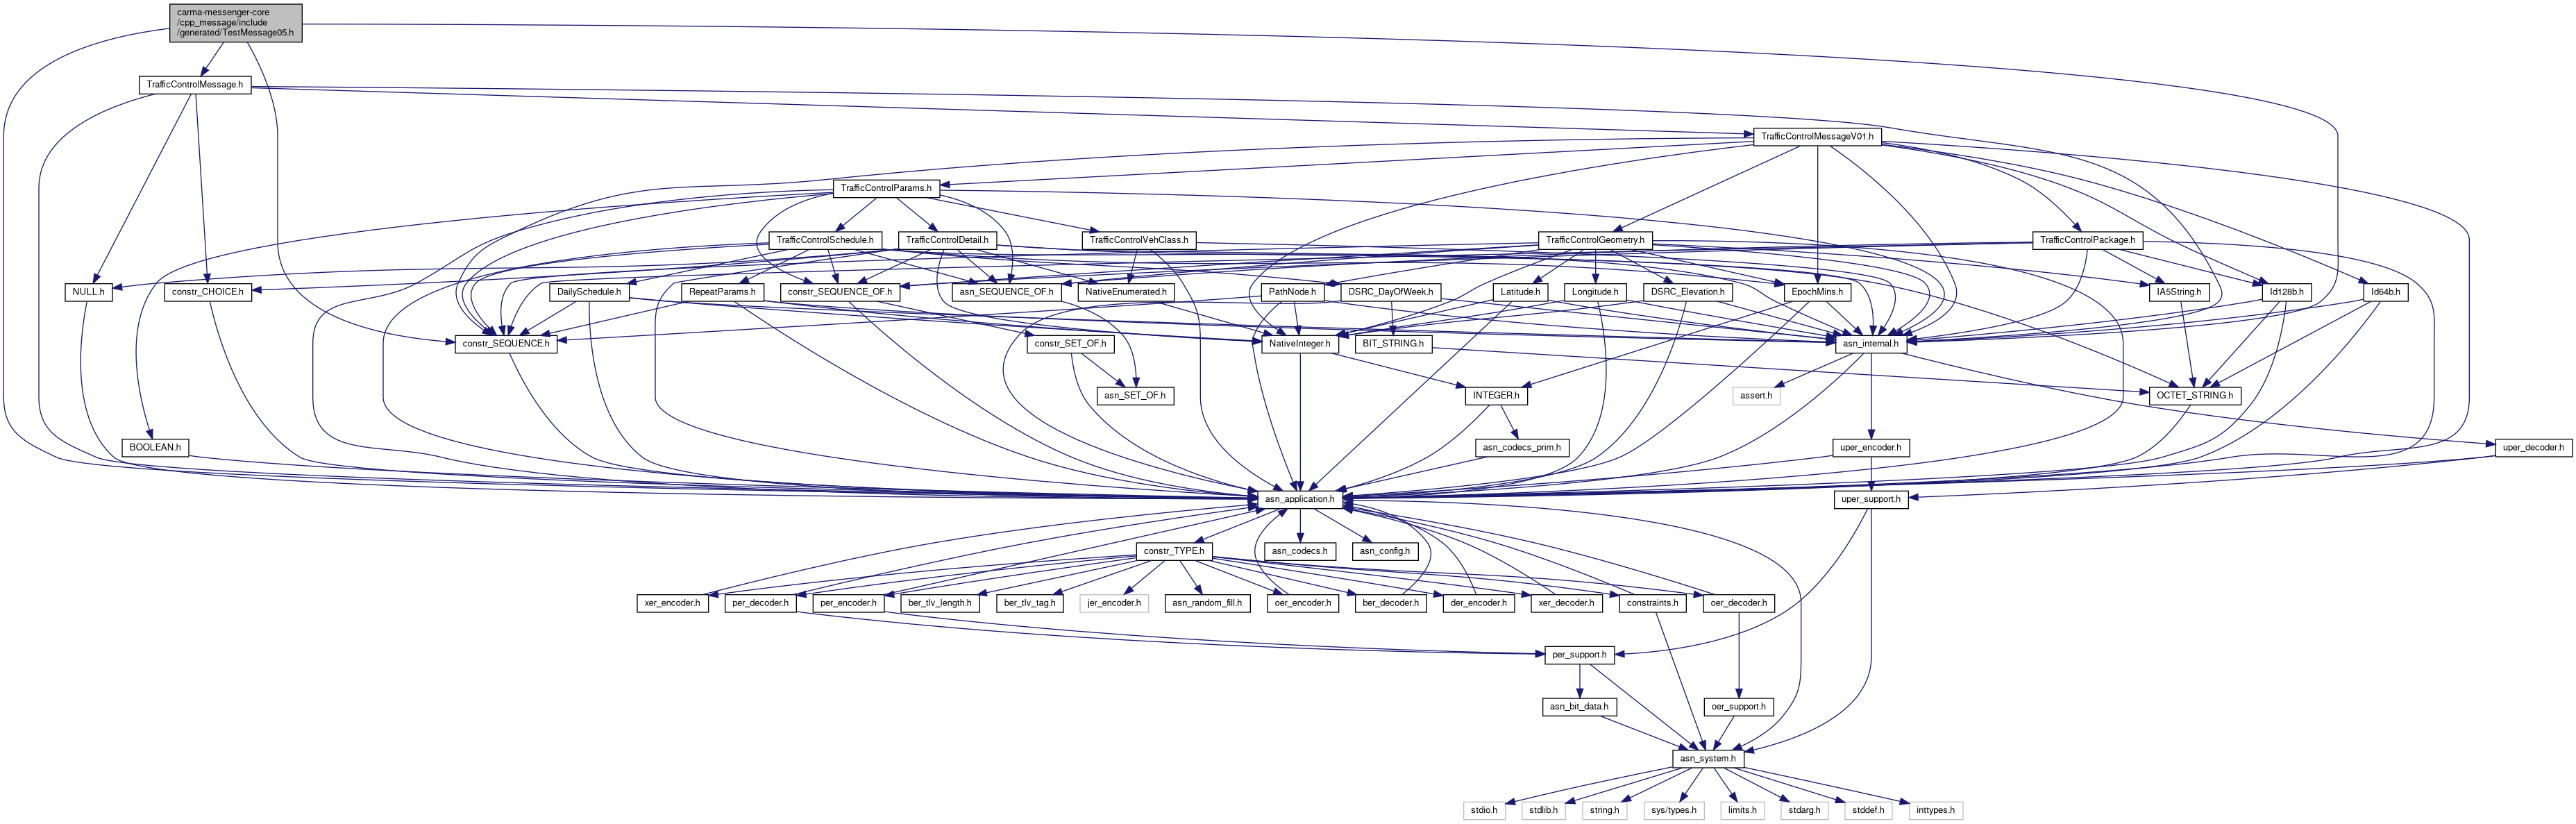 carma-messenger-core
/cpp_message/include
/generated/TestMessage05.h
TrafficControlMessage.h
TrafficControlMessageV01.h
TrafficControlParams.h
TrafficControlSchedule.h
TrafficControlDetail.h
TrafficControlVehClass.h
TrafficControlGeometry.h
TrafficControlPackage.h
NULL.h
constr_CHOICE.h
DailySchedule.h
RepeatParams.h
constr_SEQUENCE_OF.h
asn_SEQUENCE_OF.h
NativeEnumerated.h
PathNode.h
DSRC_DayOfWeek.h
Latitude.h
Longitude.h
DSRC_Elevation.h
EpochMins.h
IA5String.h
Id128b.h
Id64b.h
constr_SEQUENCE.h
constr_SET_OF.h
NativeInteger.h
BIT_STRING.h
asn_internal.h
asn_SET_OF.h
INTEGER.h
assert.h
OCTET_STRING.h
BOOLEAN.h
asn_codecs_prim.h
uper_encoder.h
uper_decoder.h
asn_application.h
uper_support.h
constr_TYPE.h
asn_codecs.h
asn_config.h
xer_encoder.h
per_decoder.h
per_encoder.h
ber_tlv_length.h
ber_tlv_tag.h
jer_encoder.h
asn_random_fill.h
oer_encoder.h
ber_decoder.h
der_encoder.h
xer_decoder.h
constraints.h
oer_decoder.h
per_support.h
asn_bit_data.h
oer_support.h
asn_system.h
stdio.h
stdlib.h
string.h
sys/types.h
limits.h
stdarg.h
stddef.h
inttypes.h